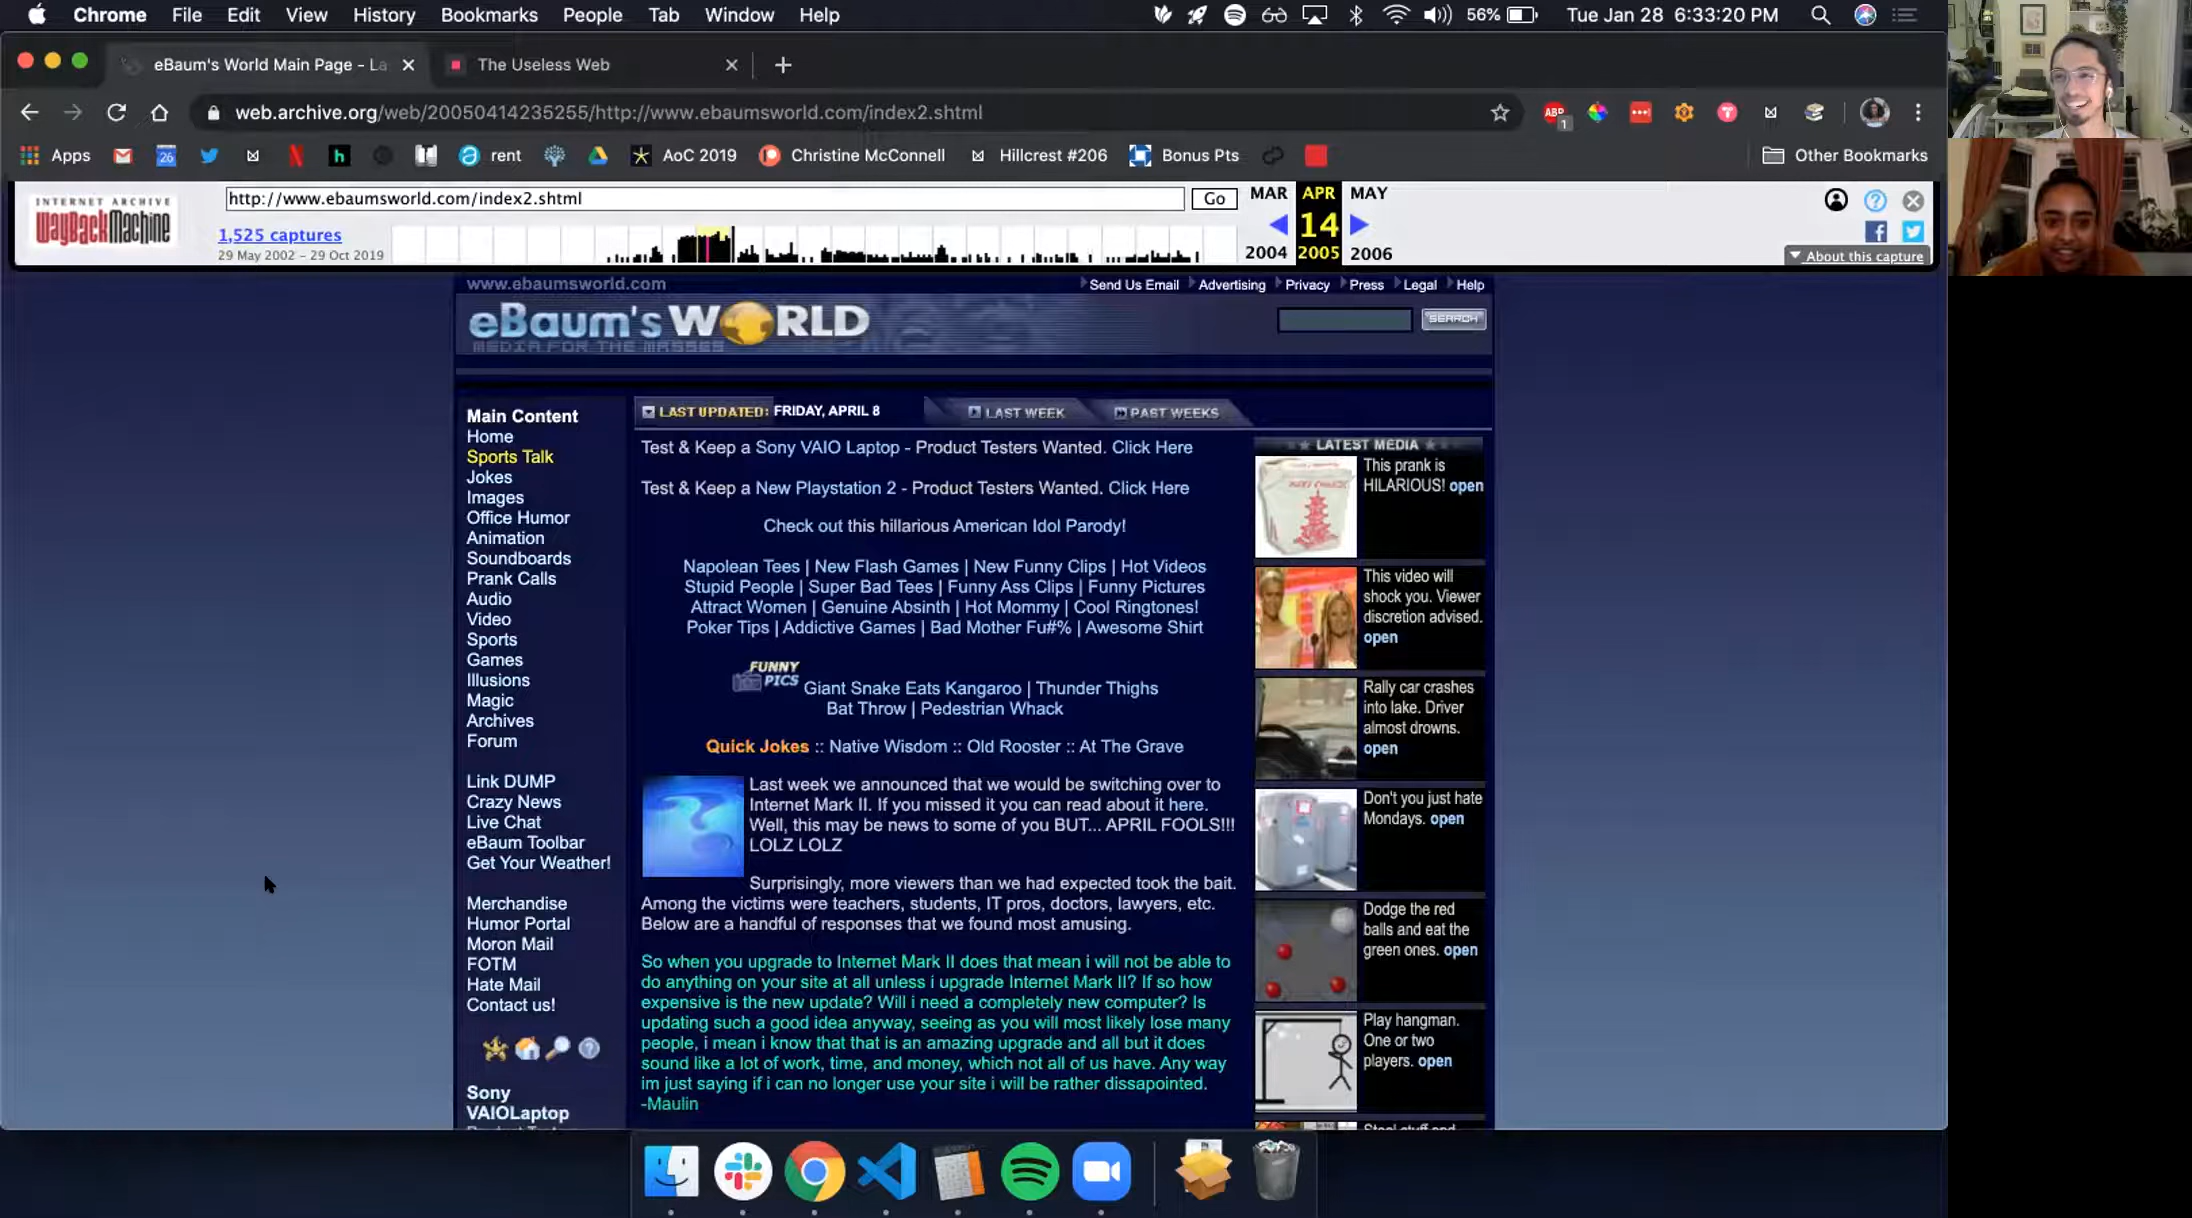 Chrome File Edit View History Bookmarks People Tab Window Help 56% Tue Jan 28 6:33:20 PM
eBaum's World Main Page - La The Useless Web
web.archive.org/web/20050414235255/http://www.ebaumsworld.com/index2.shtml ABP 1
Apps 26 N h rent AoC 2019 Christine McConnell Hillcrest #206 Bonus Pts Other Bookmarks
INTERNET ARCHIVE
WayBackMachine
http://www.ebaumsworld.com/index2.shtml Go
1,525 captures
29 May 2002 – 29 Oct 2019
MAR APR MAY
14
2004 2005 2006
About this capture
www.ebaumsworld.com
Send Us Email Advertising Privacy Press Legal Help
eBaum's WORLD
MEDIA FOR THE MASSES
SEARCH
Main Content
Home
Sports Talk
Jokes
Images
Office Humor
Animation
Soundboards
Prank Calls
Audio
Video
Sports
Games
Illusions
Magic
Archives
Forum
Link DUMP
Crazy News
Live Chat
eBaum Toolbar
Get Your Weather!
Merchandise
Humor Portal
Moron Mail
FOTM
Hate Mail
Contact us!
Sony
VAIOLaptop
LAST UPDATED: FRIDAY, APRIL 8 LAST WEEK PAST WEEKS
Test & Keep a Sony VAIO Laptop - Product Testers Wanted. Click Here
Test & Keep a New Playstation 2 - Product Testers Wanted. Click Here
Check out this hillarious American Idol Parody!
Napolean Tees | New Flash Games | New Funny Clips | Hot Videos
Stupid People | Super Bad Tees | Funny Ass Clips | Funny Pictures
Attract Women | Genuine Absinth | Hot Mommy | Cool Ringtones!
Poker Tips | Addictive Games | Bad Mother Fu#% | Awesome Shirt
FUNNY
PICS
Giant Snake Eats Kangaroo | Thunder Thighs
Bat Throw | Pedestrian Whack
Quick Jokes :: Native Wisdom :: Old Rooster :: At The Grave
Last week we announced that we would be switching over to
Internet Mark II. If you missed it you can read about it here.
Well, this may be news to some of you BUT... APRIL FOOLS!!!
LOLZ LOLZ
Surprisingly, more viewers than we had expected took the bait.
Among the victims were teachers, students, IT pros, doctors, lawyers, etc.
Below are a handful of responses that we found most amusing.
So when you upgrade to Internet Mark II does that mean i will not be able to
do anything on your site at all unless i upgrade Internet Mark II? If so how
expensive is the new update? Will i need a completely new computer? Is
updating such a good idea anyway, seeing as you will most likely lose many
people, i mean i know that that is an amazing upgrade and all but it does
sound like a lot of work, time, and money, which not all of us have. Any way
im just saying if i can no longer use your site i will be rather dissapointed.
-Maulin
LATEST MEDIA
This prank is
HILARIOUS! open
This video will
shock you. Viewer
discretion advised.
open
Rally car crashes
into lake. Driver
almost drowns.
open
Don't you just hate
Mondays. open
Dodge the red
balls and eat the
green ones. open
Play hangman.
One or two
players. open